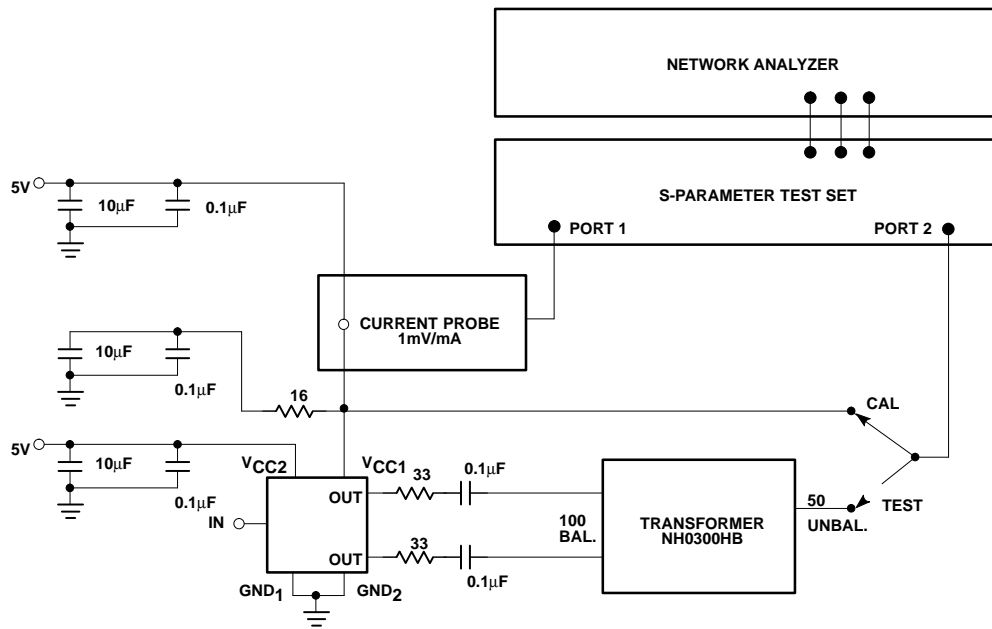 NETWORK ANALYZER
S-PARAMETER TEST SET
PORT 1
PORT 2
5V
10μF
0.1μF
CURRENT PROBE
1mV/mA
10μF
0.1μF
16
CAL
5V
10μF
0.1μF
VCC2
VCC1
33
0.1μF
OUT
IN
OUT
33
0.1μF
GND1
GND2
100
BAL.
TRANSFORMER
NH0300HB
50
UNBAL.
TEST